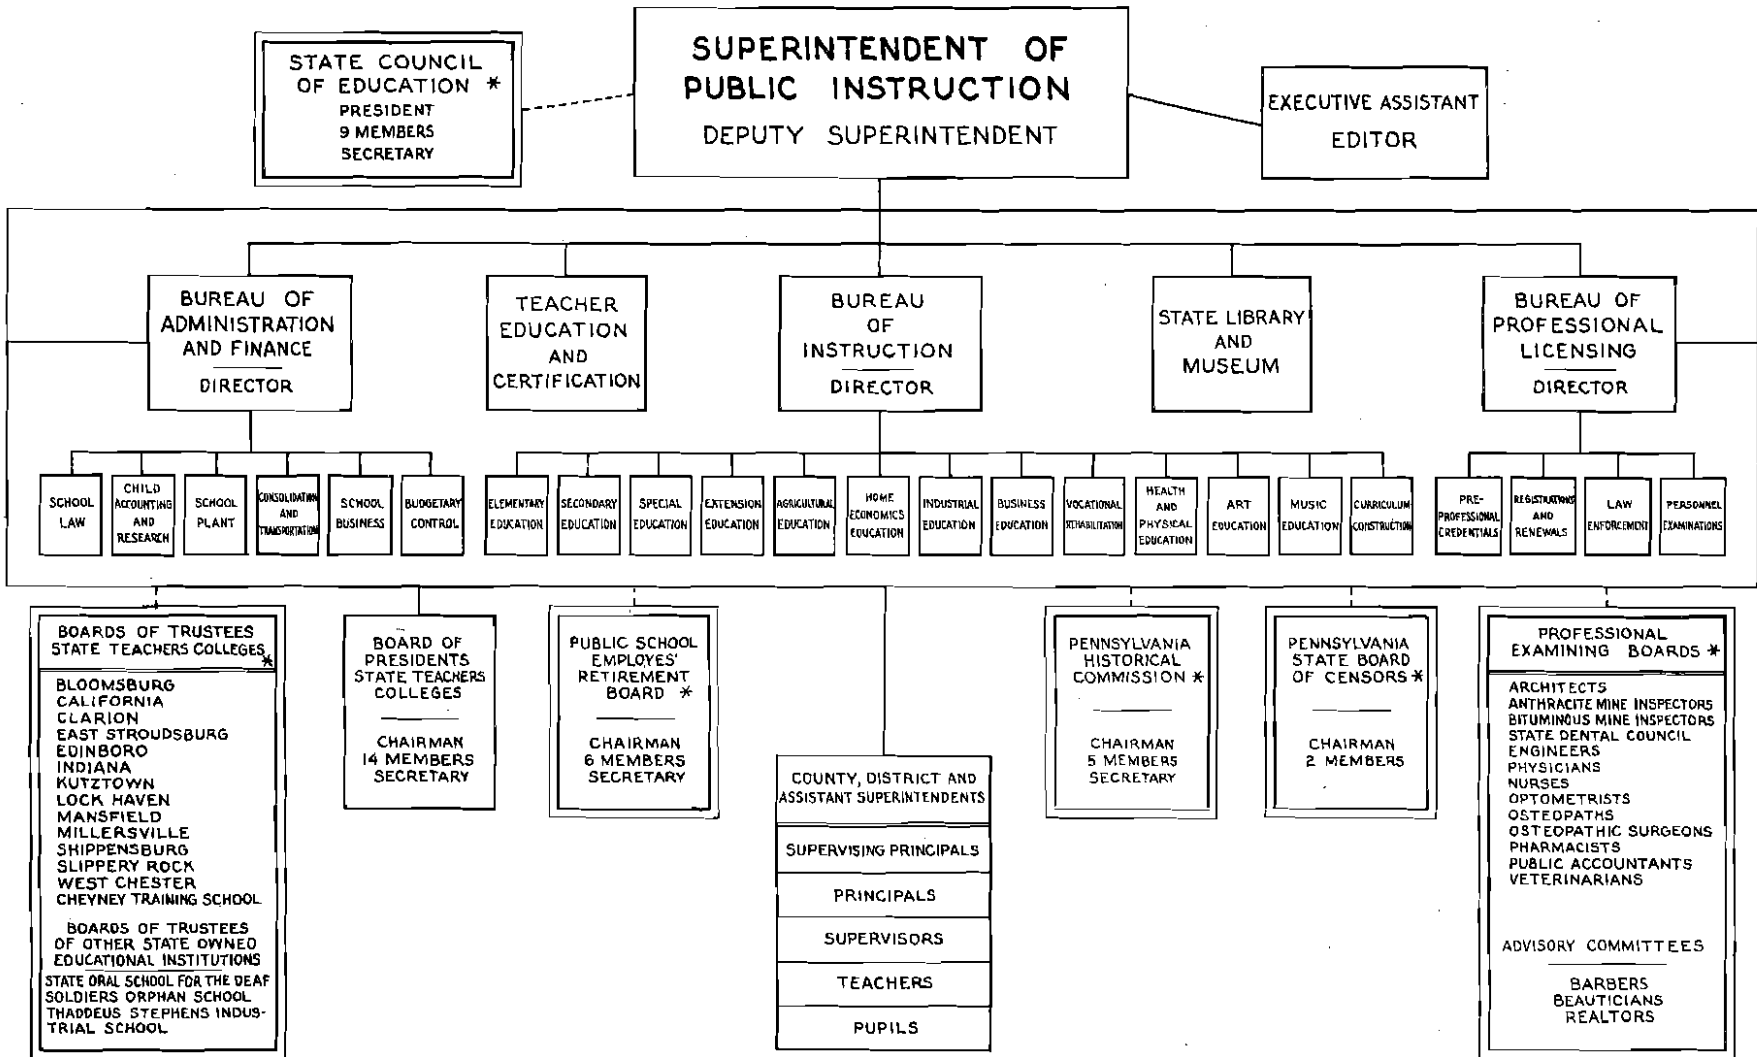 STATE COUNCIL
OF EDUCATION *
PRESIDENT
9 MEMBERS
SECRETARY
SUPERINTENDENT OF
PUBLIC INSTRUCTION
DEPUTY SUPERINTENDENT
EXECUTIVE ASSISTANT
EDITOR
BUREAU OF
ADMINISTRATION
AND FINANCE
DIRECTOR
TEACHER
EDUCATION
AND
CERTIFICATION
BUREAU
OF
INSTRUCTION
DIRECTOR
STATE LIBRARY
AND
MUSEUM
BUREAU OF
PROFESSIONAL
LICENSING
DIRECTOR
SCHOOL
LAW
CHILD
ACCOUNTING
AND
RESEARCH
SCHOOL
PLANT
CONSOLIDATION
AND
TRANSPORTATION
SCHOOL
BUSINESS
BUDGETARY
CONTROL
ELEMENTARY
EDUCATION
SECONDARY
EDUCATION
SPECIAL
EDUCATION
EXTENSION
EDUCATION
AGRICULTURAL
EDUCATION
HOME
ECONOMICS
EDUCATION
INDUSTRIAL
EDUCATION
BUSINESS
EDUCATION
VOCATIONAL
REHABILITATION
HEALTH
AND
PHYSICAL
EDUCATION
ART
EDUCATION
MUSIC
EDUCATION
CURRICULUM
CONSTRUCTION
PRE-
PROFESSIONAL
CREDENTIALS
REGISTRATIONS
AND
RENEWALS
LAW
ENFORCEMENT
PERSONNEL
EXAMINATIONS
BOARDS OF TRUSTEES
STATE TEACHERS COLLEGES *
BLOOMSBURG
CALIFORNIA
CLARION
EAST STROUDSBURG
EDINBORO
INDIANA
KUTZTOWN
LOCK HAVEN
MANSFIELD
MILLERSVILLE
SHIPPENSBURG
SLIPPERY ROCK
WEST CHESTER
CHEYNEY TRAINING SCHOOL
BOARDS OF TRUSTEES
OF OTHER STATE OWNED
EDUCATIONAL INSTITUTIONS
STATE ORAL SCHOOL FOR THE DEAF
SOLDIERS ORPHAN SCHOOL
THADDEUS STEPHENS INDUS-
TRIAL SCHOOL
BOARD OF
PRESIDENTS
STATE TEACHERS
COLLEGES
CHAIRMAN
14 MEMBERS
SECRETARY
PUBLIC SCHOOL
EMPLOYES'
RETIREMENT
BOARD *
CHAIRMAN
6 MEMBERS
SECRETARY
COUNTY, DISTRICT AND
ASSISTANT SUPERINTENDENTS
SUPERVISING PRINCIPALS
PRINCIPALS
SUPERVISORS
TEACHERS
PUPILS
PENNSYLVANIA
HISTORICAL
COMMISSION *
CHAIRMAN
5 MEMBERS
SECRETARY
PENNSYLVANIA
STATE BOARD
OF CENSORS *
CHAIRMAN
2 MEMBERS
PROFESSIONAL
EXAMINING BOARDS *
ARCHITECTS
ANTHRACITE MINE INSPECTORS
BITUMINOUS MINE INSPECTORS
STATE DENTAL COUNCIL
ENGINEERS
PHYSICIANS
NURSES
OPTOMETRISTS
OSTEOPATHS
OSTEOPATHIC SURGEONS
PHARMACISTS
PUBLIC ACCOUNTANTS
VETERINARIANS
ADVISORY COMMITTEES
BARBERS
BEAUTICIANS
REALTORS